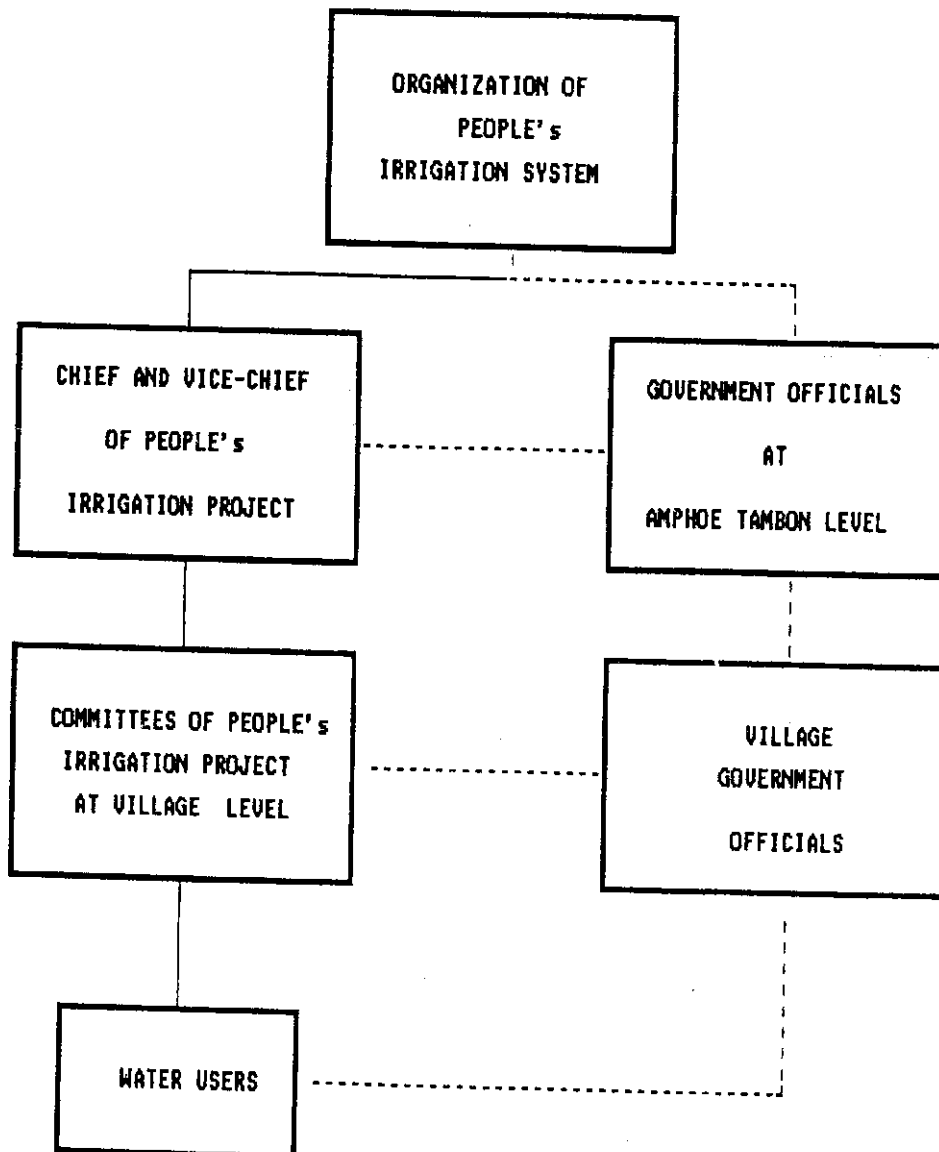 ORGANIZATION OF
PEOPLE's
IRRIGATION SYSTEM
CHIEF AND VICE-CHIEF
OF PEOPLE's
IRRIGATION PROJECT
GOVERNMENT OFFICIALS
AT
AMPHOE TAMBON LEVEL
COMMITTEES OF PEOPLE's
IRRIGATION PROJECT
AT VILLAGE LEVEL
VILLAGE
GOVERNMENT
OFFICIALS
WATER USERS